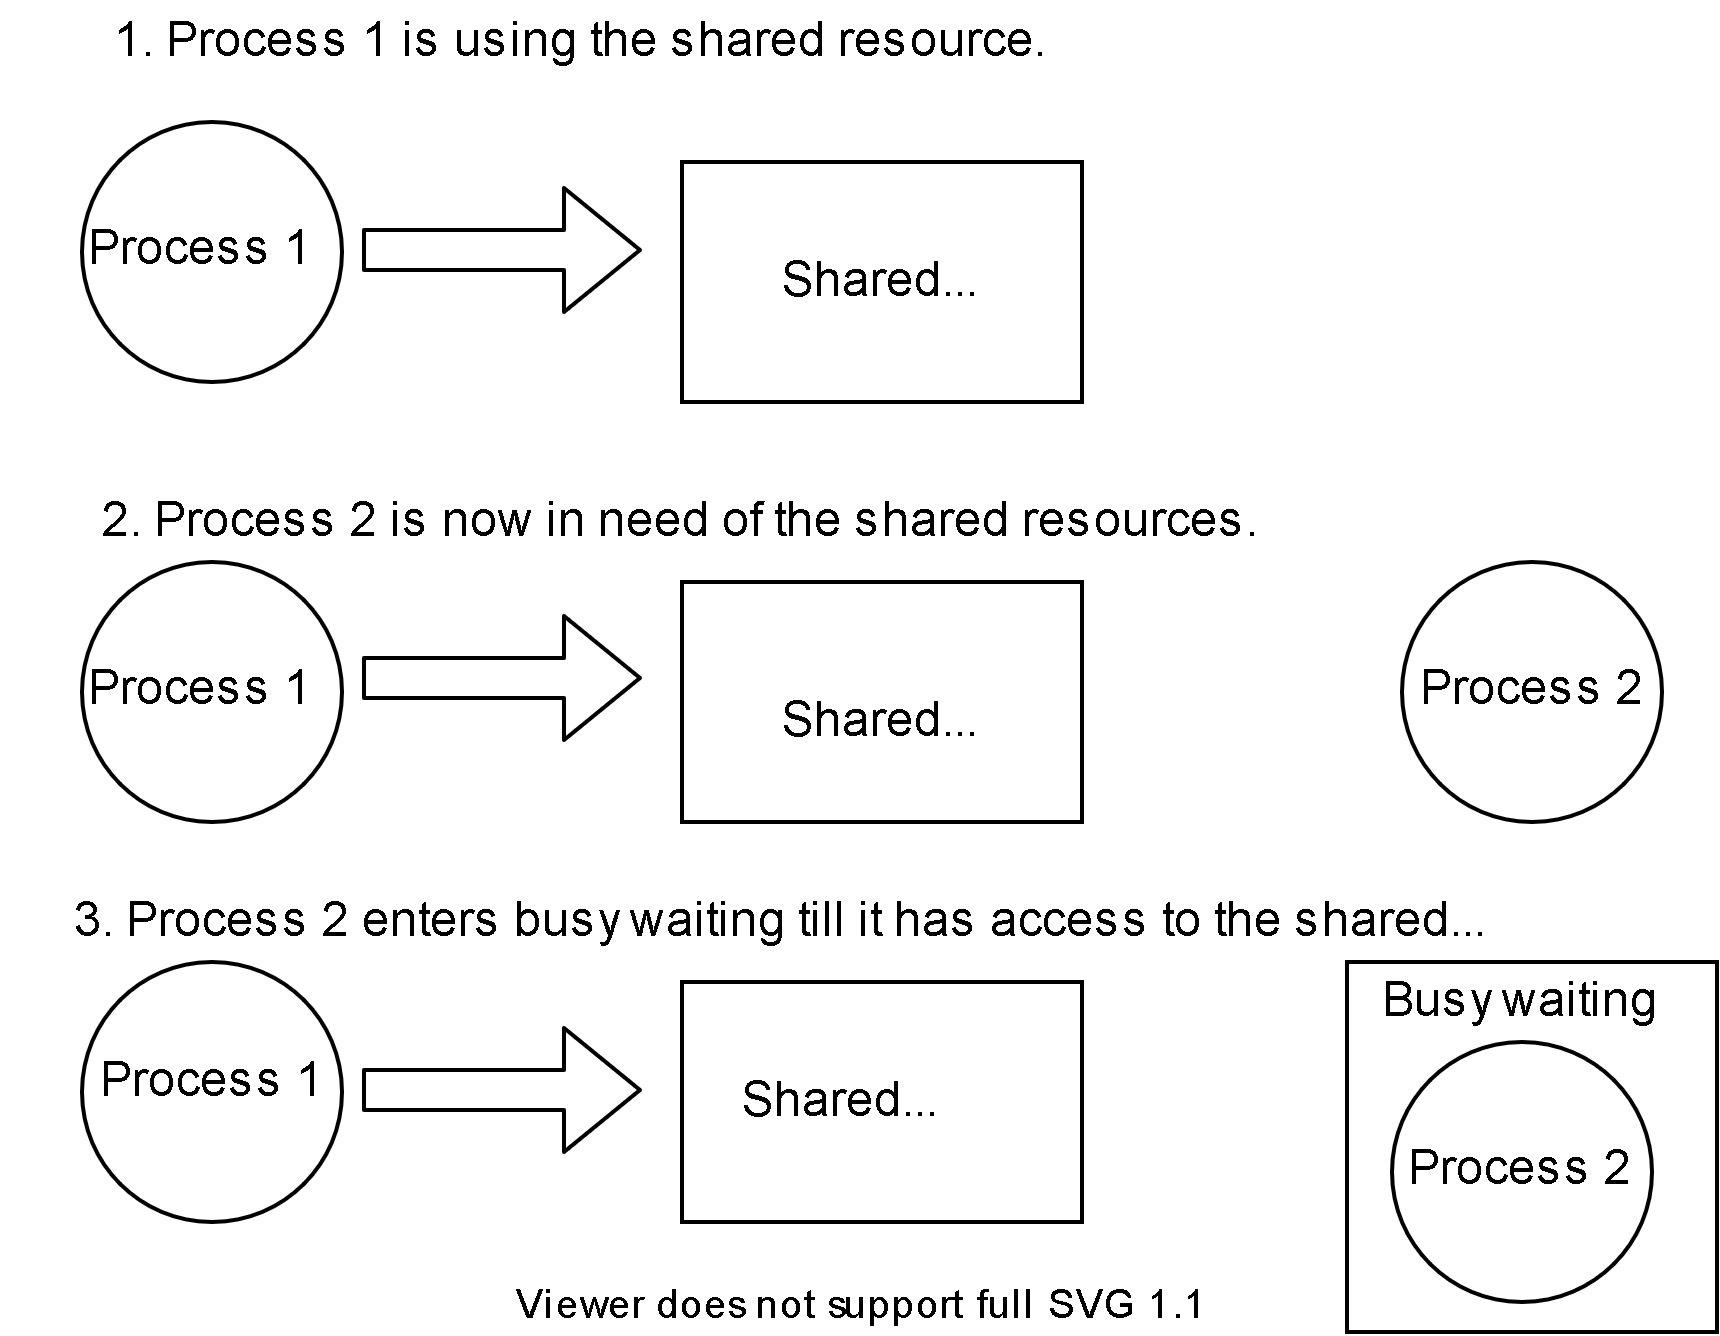 1. Process 1 is using the shared resource.
Process 1
Shared...
2. Process 2 is now in need of the shared resources.
Process 1
Shared...
Process 2
3. Process 2 enters busy waiting till it has access to the shared...
Busy waiting
Process 1
Shared...
Process 2
Viewer does not support full SVG 1.1